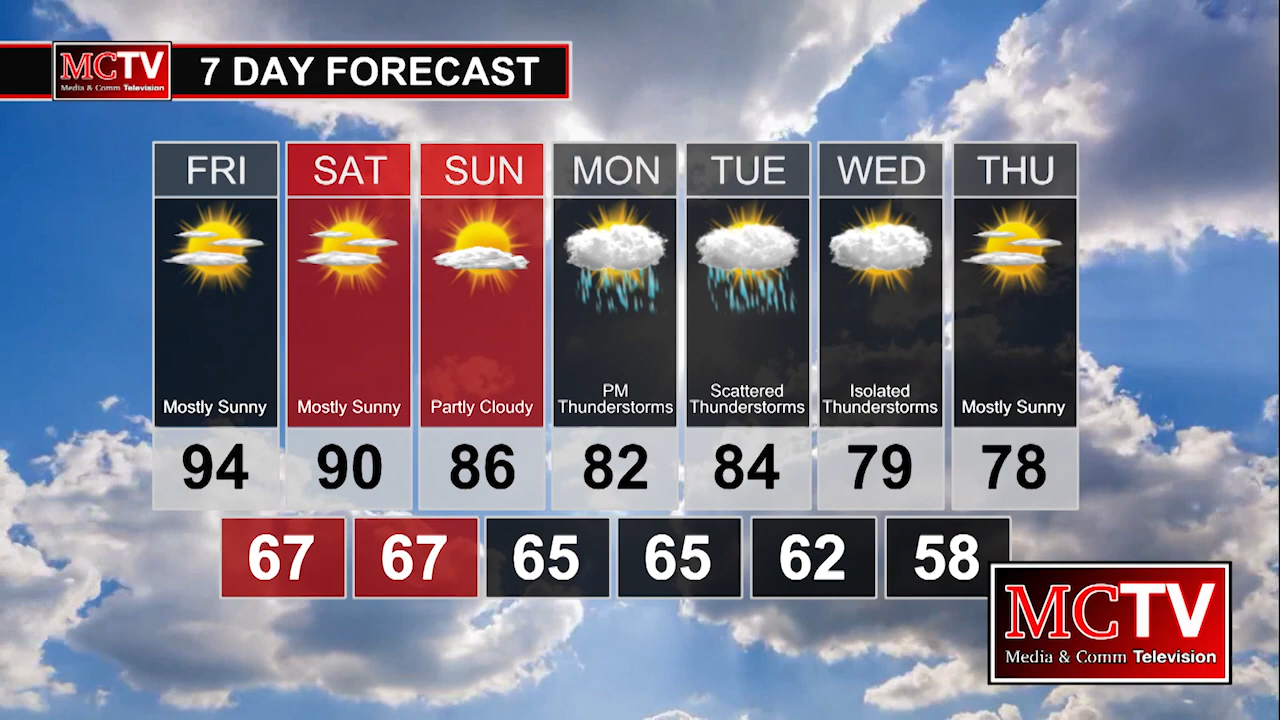 MCTV
Media & Comm Television
7 DAY FORECAST
FRI SAT SUN MON TUE WED THU
Mostly Sunny
Mostly Sunny
Partly Cloudy
PM
Thunderstorms
Scattered
Thunderstorms
Isolated
Thunderstorms
Mostly Sunny
94 90 86 82 84 79 78
67 67 65 65 62 58
MCTV
Media & Comm Television